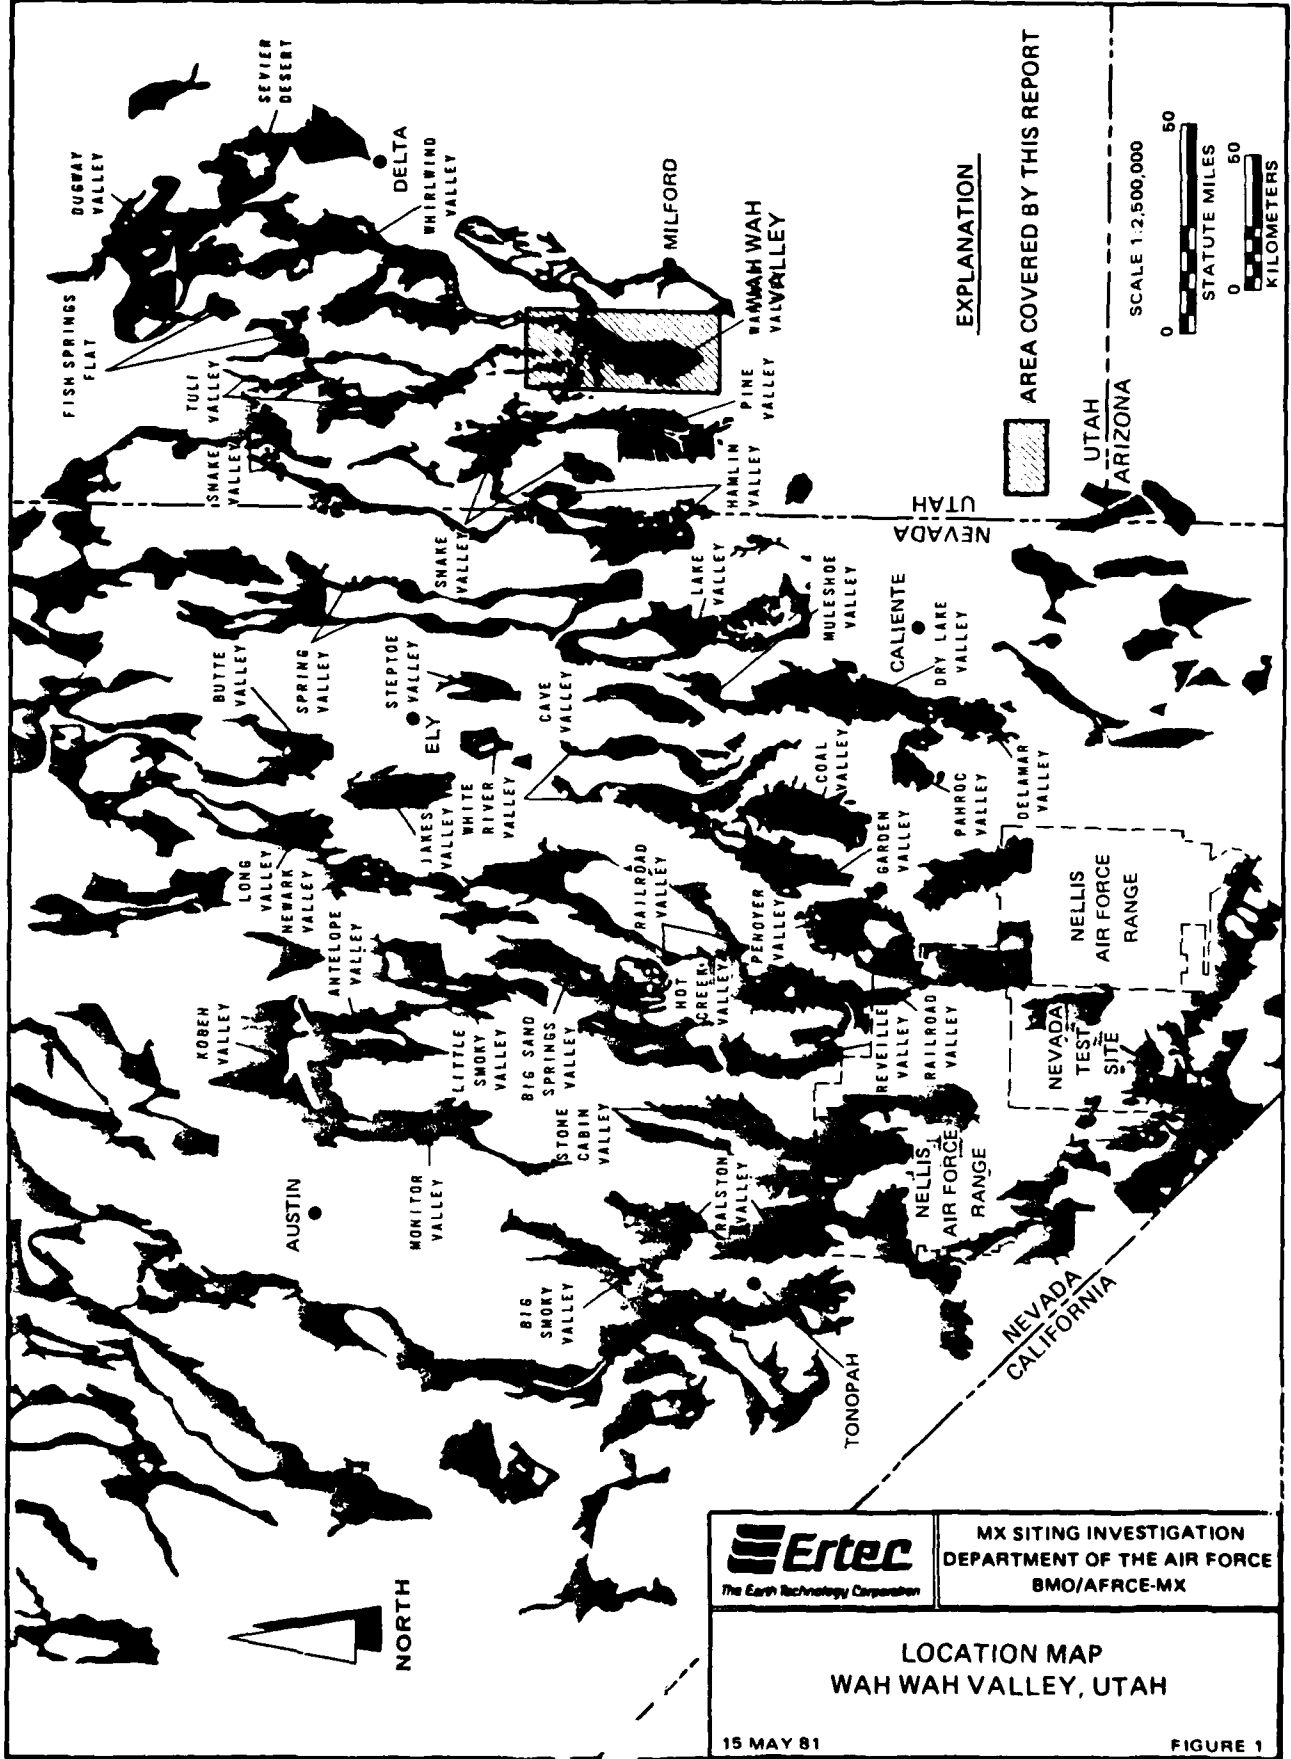 DUGWAY
VALLEY
SEVIER
DESERT
DELTA
WHIRLWIND
VALLEY
FISH SPRINGS
FLAT
TULE
VALLEY
SNAKE
VALLEY
MILFORD
WAH WAH
VALLEY
PINE
VALLEY
HAMLIN
VALLEY
SNAKE
VALLEY
NEVADA
UTAH
UTAH
ARIZONA
EXPLANATION
AREA COVERED BY THIS REPORT
SCALE 1:2,500,000
0 50
STATUTE MILES
0 50
KILOMETERS
LAKE
VALLEY
MULESHOE
VALLEY
CALIENTE
DRY LAKE
VALLEY
BUTTE
VALLEY
SPRING
VALLEY
STEPTOE
VALLEY
ELY
CAVE
VALLEY
WHITE
RIVER
VALLEY
JAKES
VALLEY
COAL
VALLEY
PAHROC
VALLEY
DELAMAR
VALLEY
GARDEN
VALLEY
LONG
VALLEY
NEWARK
VALLEY
ANTELOPE
VALLEY
RAILROAD
VALLEY
PENOYER
VALLEY
NELLIS
AIR FORCE
RANGE
KOBEH
VALLEY
LITTLE
SMOKY
VALLEY
BIG SAND
SPRINGS
VALLEY
HOT
CREEK
VALLEY
REVEILLE
VALLEY
RAILROAD
VALLEY
NEVADA
TEST
SITE
STONE
CABIN
VALLEY
RALSTON
VALLEY
NELLIS
AIR FORCE
RANGE
AUSTIN
MONITOR
VALLEY
BIG
SMOKY
VALLEY
TONOPAH
NEVADA
CALIFORNIA
NORTH
Ertec
The Earth Technology Corporation
MX SITING INVESTIGATION
DEPARTMENT OF THE AIR FORCE
BMO/AFRCE-MX
LOCATION MAP
WAH WAH VALLEY, UTAH
15 MAY 81
FIGURE 1